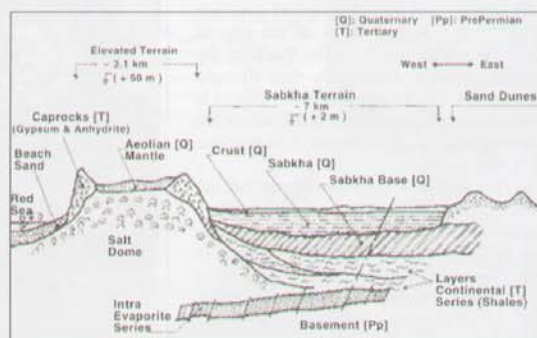 [Q]: Quaternary [Pp]: PrePermian
[T]: Tertiary
Elevated Terrain
~ 2.1 km
(+ 50 m)
West East
Sabkha Terrain
~ 7 km
(+ 2 m)
Sand Dunes
Caprocks [T]
(Gypseum & Anhydrite)
Aeolian [Q]
Mantle
Crust [Q]
Beach
Sand
Sabkha [Q]
Sabkha Base [Q]
Red
Sea
Salt
Dome
Layers
Continental [T]
Series (Shales)
Intra
Evaporite
Series
Basement [Pp]